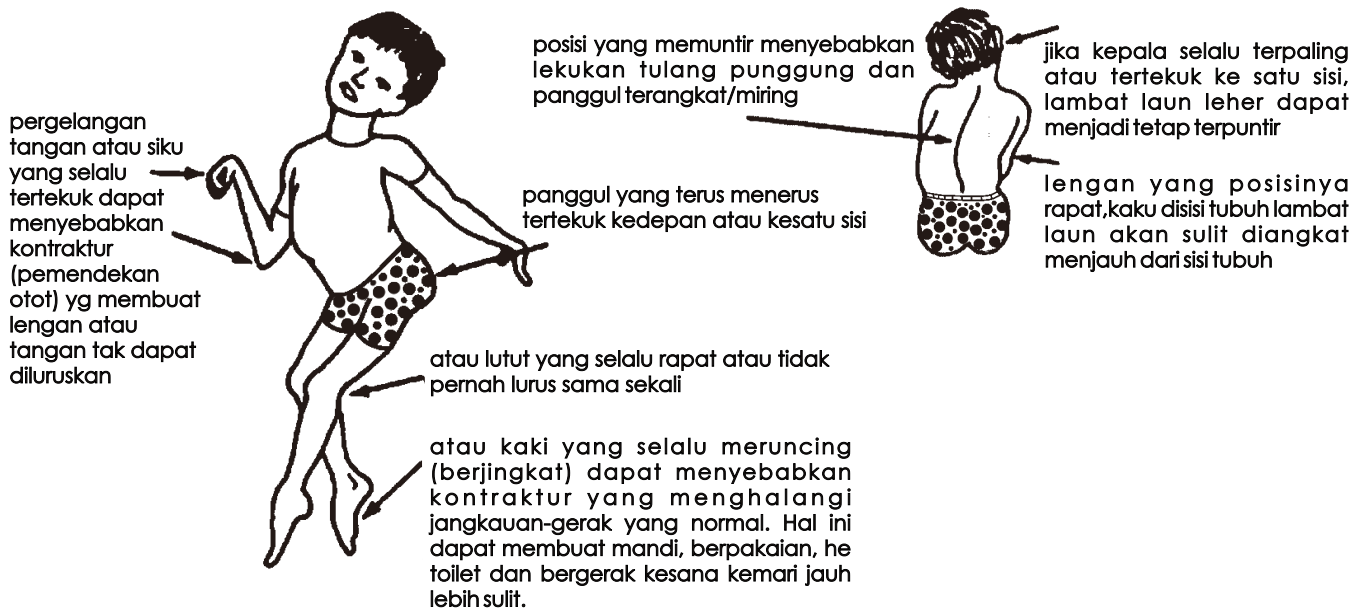 pergelangan
tangan atau siku
yang selalu
tertekuk dapat
menyebabkan
kontraktur
(pemendekan
otot) yg membuat
lengan atau
tangan tak dapat
diluruskan
posisi yang memuntir menyebabkan
lekukan tulang punggung dan
panggul terangkat/miring
panggul yang terus menerus
tertekuk kedepan atau kesatu sisi
atau lutut yang selalu rapat atau tidak
pernah lurus sama sekali
atau kaki yang selalu meruncing
(berjingkat) dapat menyebabkan
kontraktur yang menghalangi
jangkauan-gerak yang normal. Hal ini
dapat membuat mandi, berpakaian, he
toilet dan bergerak kesana kemari jauh
lebih sulit.
jika kepala selalu terpaling
atau tertekuk ke satu sisi,
lambat laun leher dapat
menjadi tetap terpuntir
lengan yang posisinya
rapat,kaku disisi tubuh lambat
laun akan sulit diangkat
menjauh dari sisi tubuh